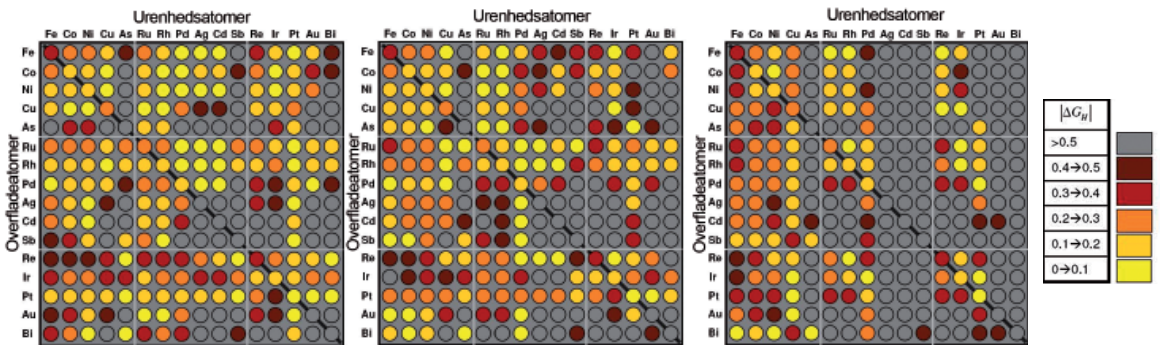 Urenhedsatomer
Fe Co Ni Cu As Ru Rh Pd Ag Cd Sb Re Ir Pt Au Bi
Overfladeatomer
Fe
Co
Ni
Cu
As
Ru
Rh
Pd
Ag
Cd
Sb
Re
Ir
Pt
Au
Bi
Urenhedsatomer
Fe Co Ni Cu As Ru Rh Pd Ag Cd Sb Re Ir Pt Au Bi
Overfladeatomer
Fe
Co
Ni
Cu
As
Ru
Rh
Pd
Ag
Cd
Sb
Re
Ir
Pt
Au
Bi
Urenhedsatomer
Fe Co Ni Cu As Ru Rh Pd Ag Cd Sb Re Ir Pt Au Bi
Overfladeatomer
Fe
Co
Ni
Cu
As
Ru
Rh
Pd
Ag
Cd
Sb
Re
Ir
Pt
Au
Bi
|ΔG_H|
>0.5
0.4→0.5
0.3→0.4
0.2→0.3
0.1→0.2
0→0.1